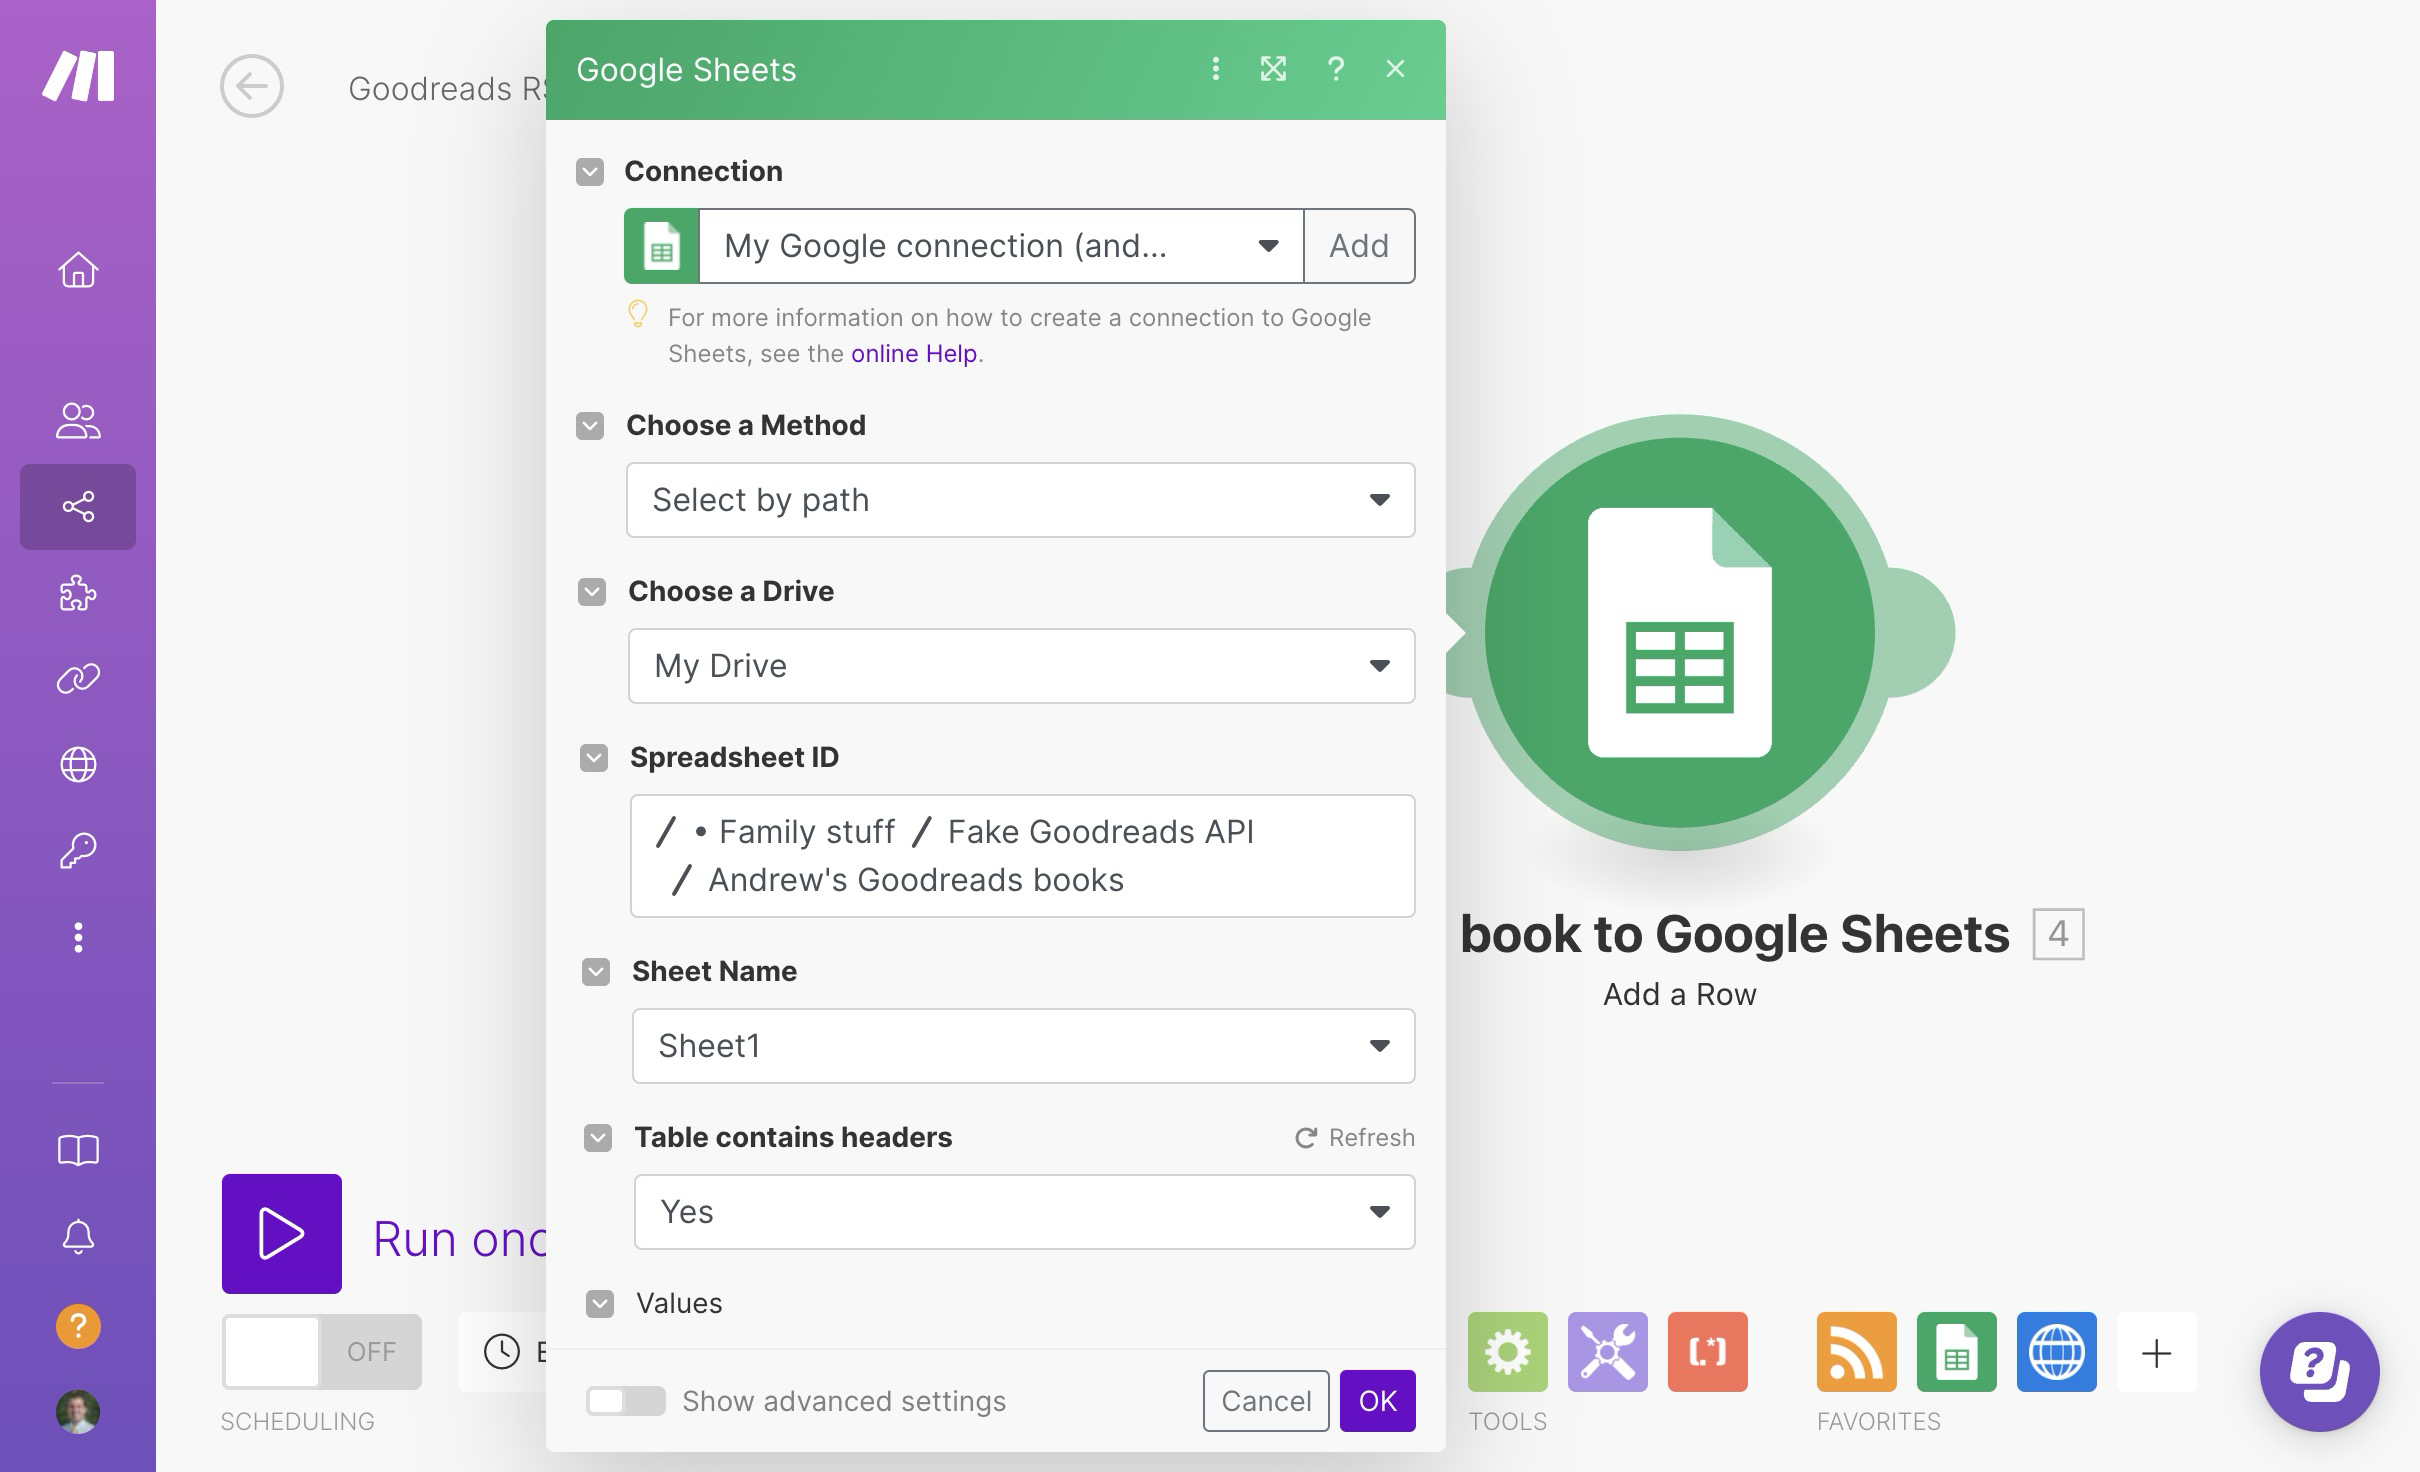 Goodreads RS
Google Sheets
?
Connection
My Google connection (and...
Add
For more information on how to create a connection to Google
Sheets, see the online Help.
Choose a Method
Select by path
Choose a Drive
My Drive
Spreadsheet ID
/ • Family stuff / Fake Goodreads API
/ Andrew's Goodreads books
Sheet Name
Sheet1
Table contains headers
Refresh
Yes
Values
Show advanced settings
Cancel
OK
book to Google Sheets 4
Add a Row
Run onc
OFF
E
SCHEDULING
[.*]
TOOLS
FAVORITES
?
?